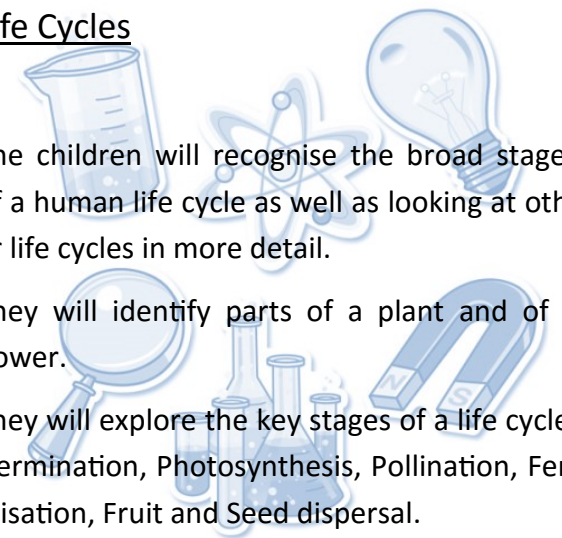 fe Cycles
he children will recognise the broad stage
f a human life cycle as well as looking at oth
r life cycles in more detail.
hey will identify parts of a plant and of
ower.
hey will explore the key stages of a life cycle
ermination, Photosynthesis, Pollination, Fer
isation, Fruit and Seed dispersal.
N S